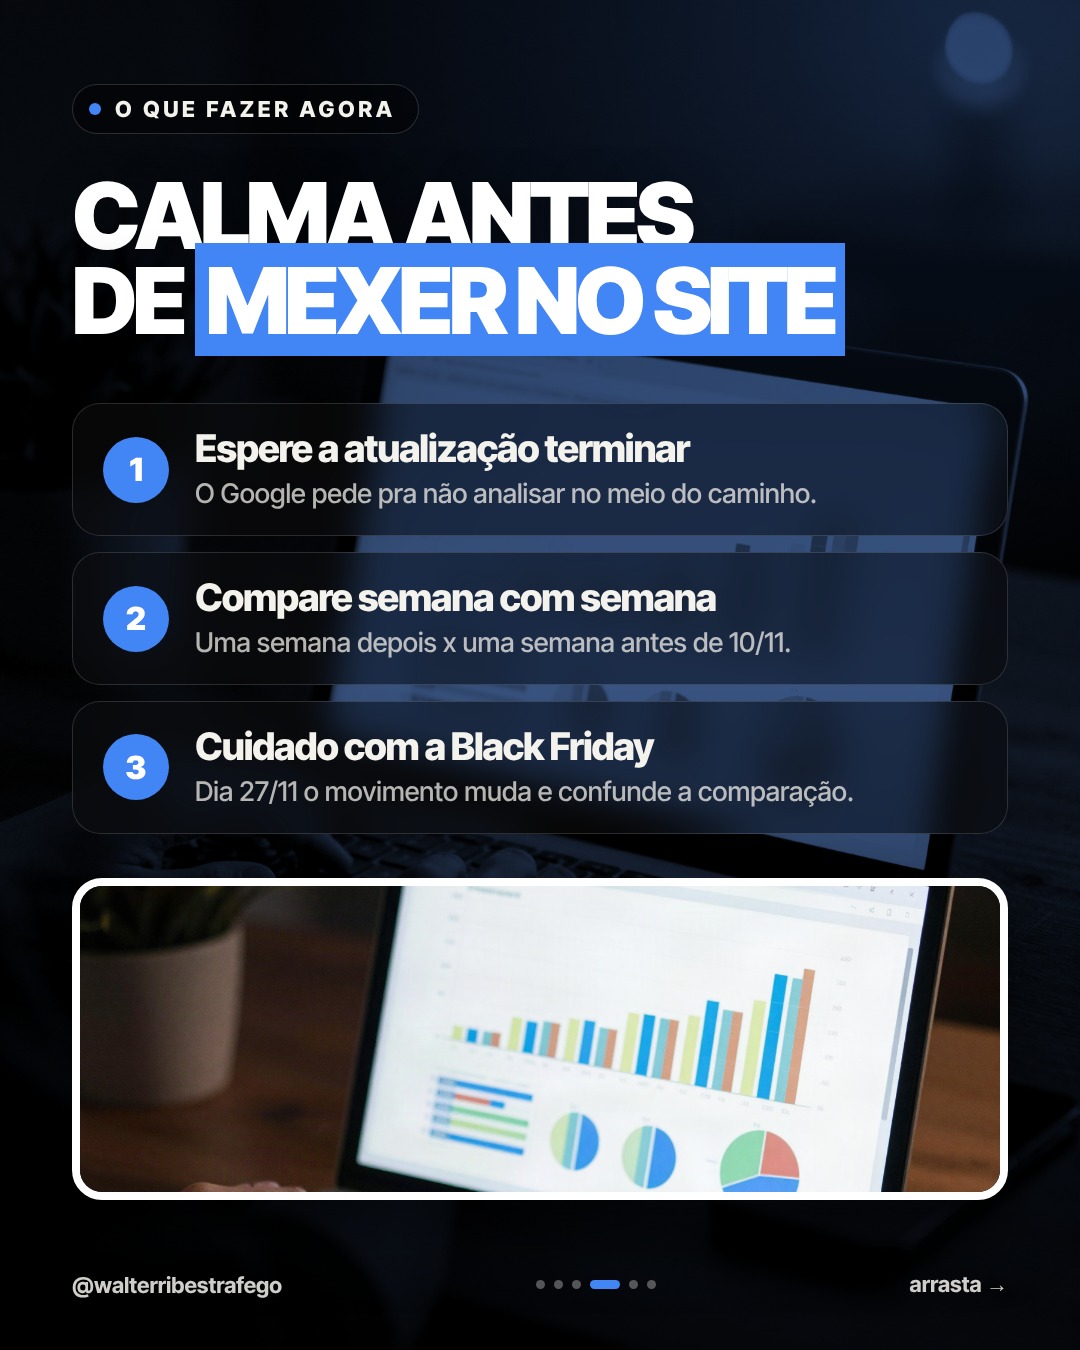 O QUE FAZER AGORA
CALMA ANTES
DE MEXER NO SITE
1
Espere a atualização terminar
O Google pede pra não analisar no meio do caminho.
2
Compare semana com semana
Uma semana depois x uma semana antes de 10/11.
3
Cuidado com a Black Friday
Dia 27/11 o movimento muda e confunde a comparação.
@walterribestrafego
arrasta →